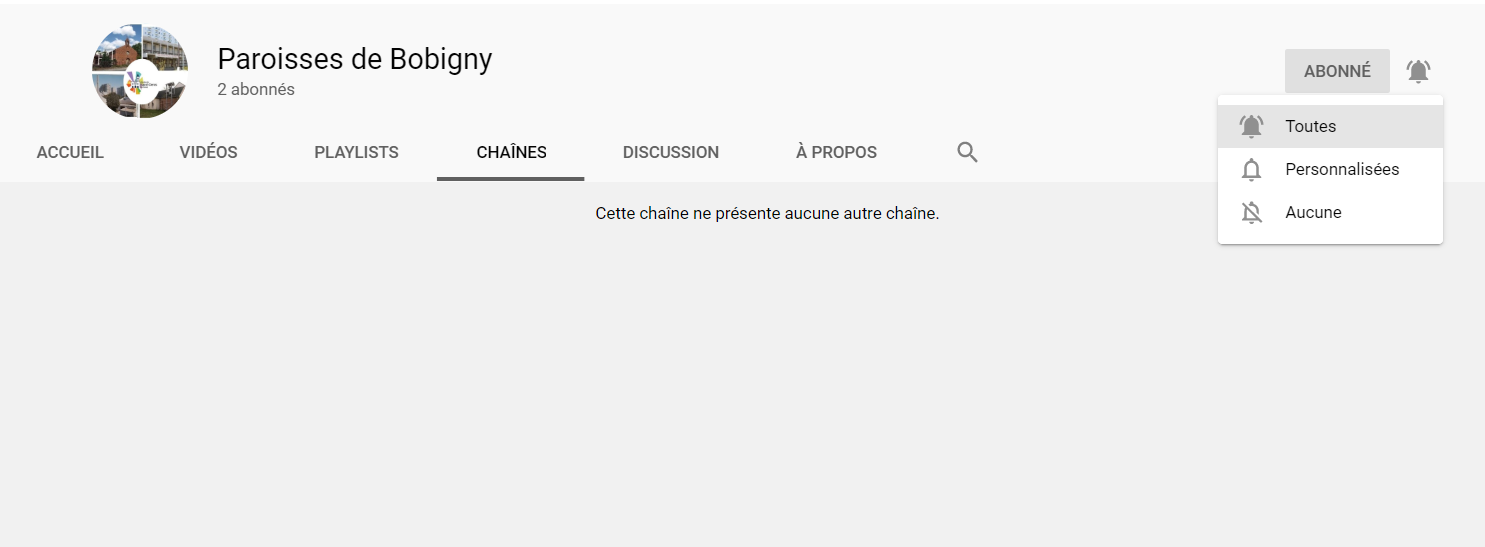 Paroisses de Bobigny
2 abonnés
ABONNÉ
Toutes
Personnalisées
Aucune
ACCUEIL
VIDÉOS
PLAYLISTS
CHAÎNES
DISCUSSION
À PROPOS
Cette chaîne ne présente aucune autre chaîne.